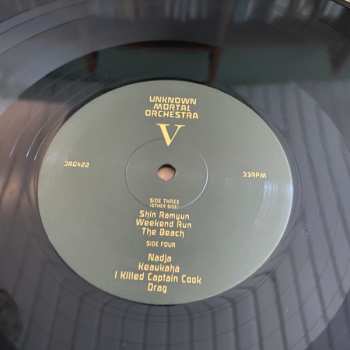 UNKNOWN
MORTAL
ORCHESTRA
V
JAG422
33RPM
SIDE THREE
(OTHER SIDE)
Shin Ramyun
Weekend Run
The Beach
SIDE FOUR
Nadja
Keaukaha
I Killed Captain Cook
Drag